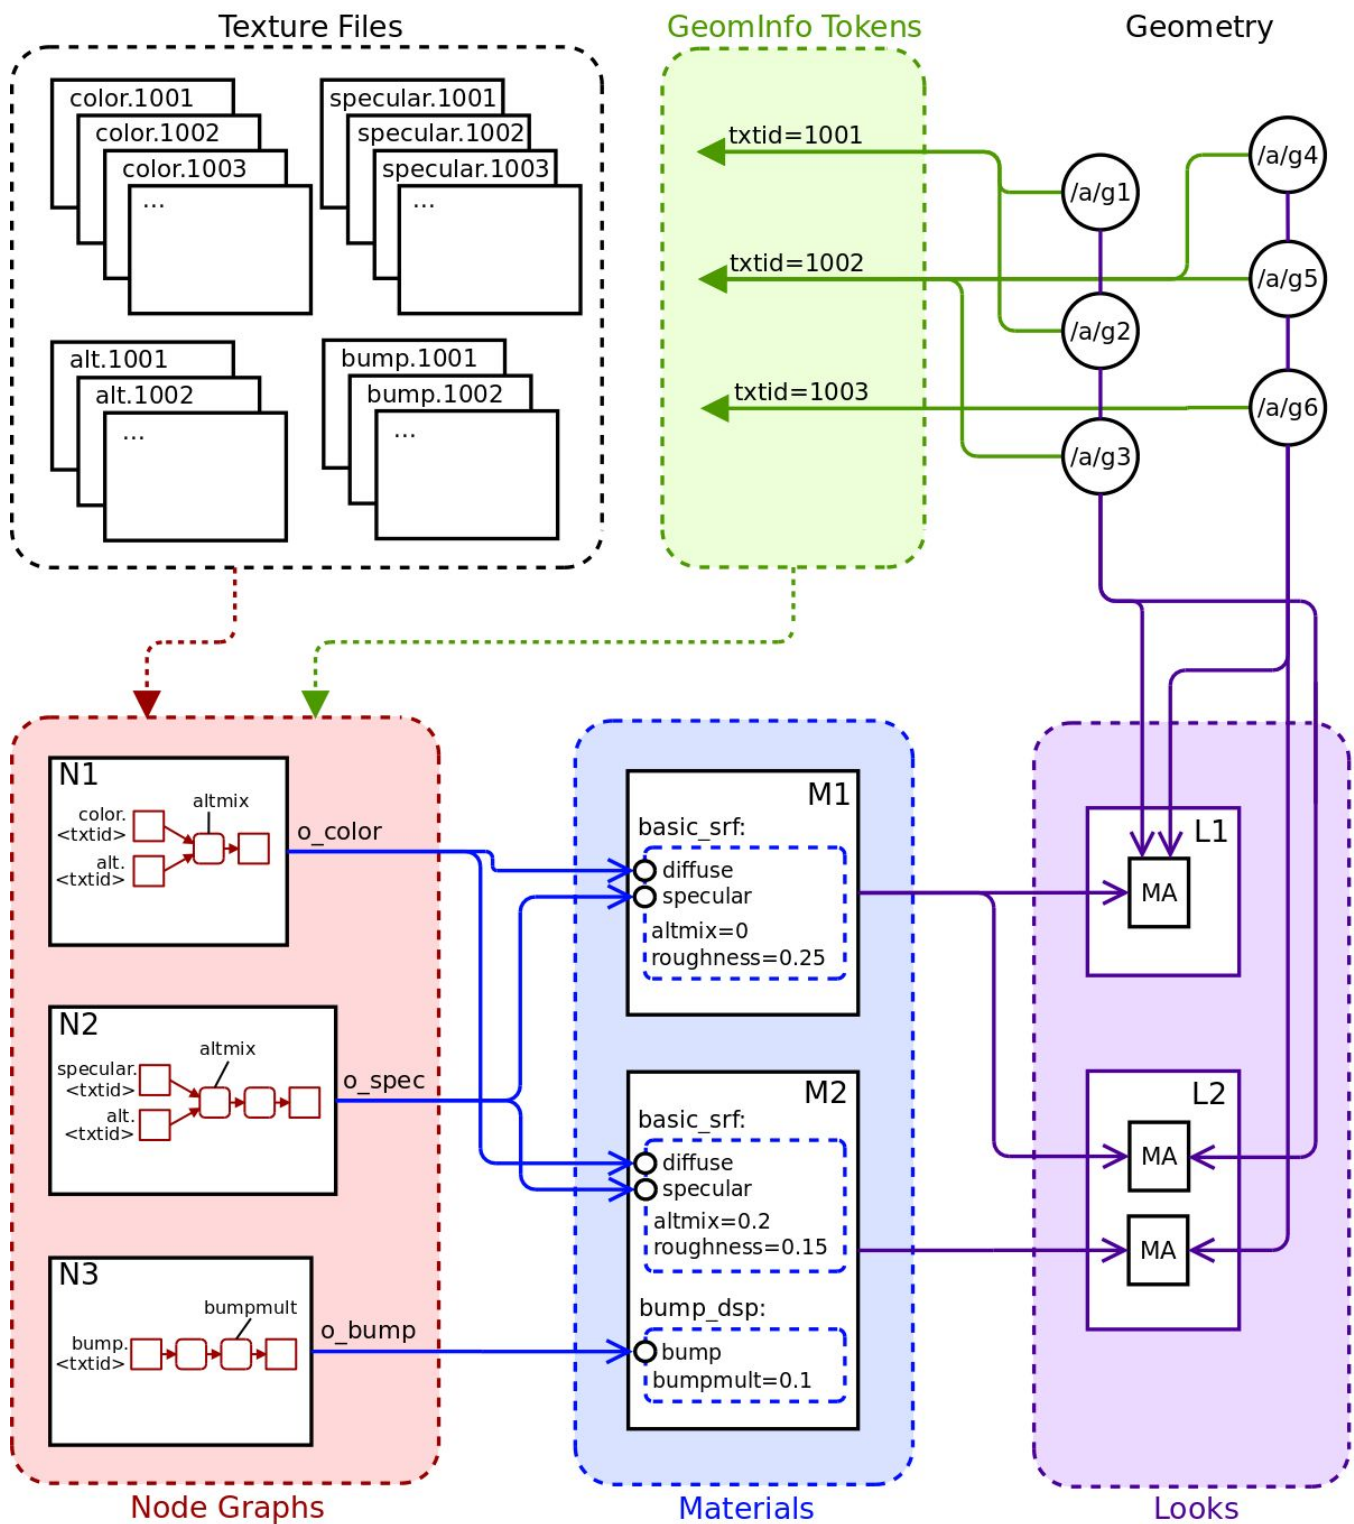 Texture Files
GeomInfo Tokens
Geometry
color.1001
color.1002
color.1003
...
specular.1001
specular.1002
specular.1003
...
alt.1001
alt.1002
...
bump.1001
bump.1002
...
txtid=1001
txtid=1002
txtid=1003
/a/g1
/a/g2
/a/g3
/a/g4
/a/g5
/a/g6
N1
altmix
color.
<txtid>
alt.
<txtid>
o_color
N2
altmix
specular.
<txtid>
alt.
<txtid>
o_spec
N3
bumpmult
bump.
<txtid>
o_bump
Node Graphs
M1
basic_srf:
diffuse
specular
altmix=0
roughness=0.25
M2
basic_srf:
diffuse
specular
altmix=0.2
roughness=0.15
bump_dsp:
bump
bumpmult=0.1
Materials
L1
MA
L2
MA
MA
Looks